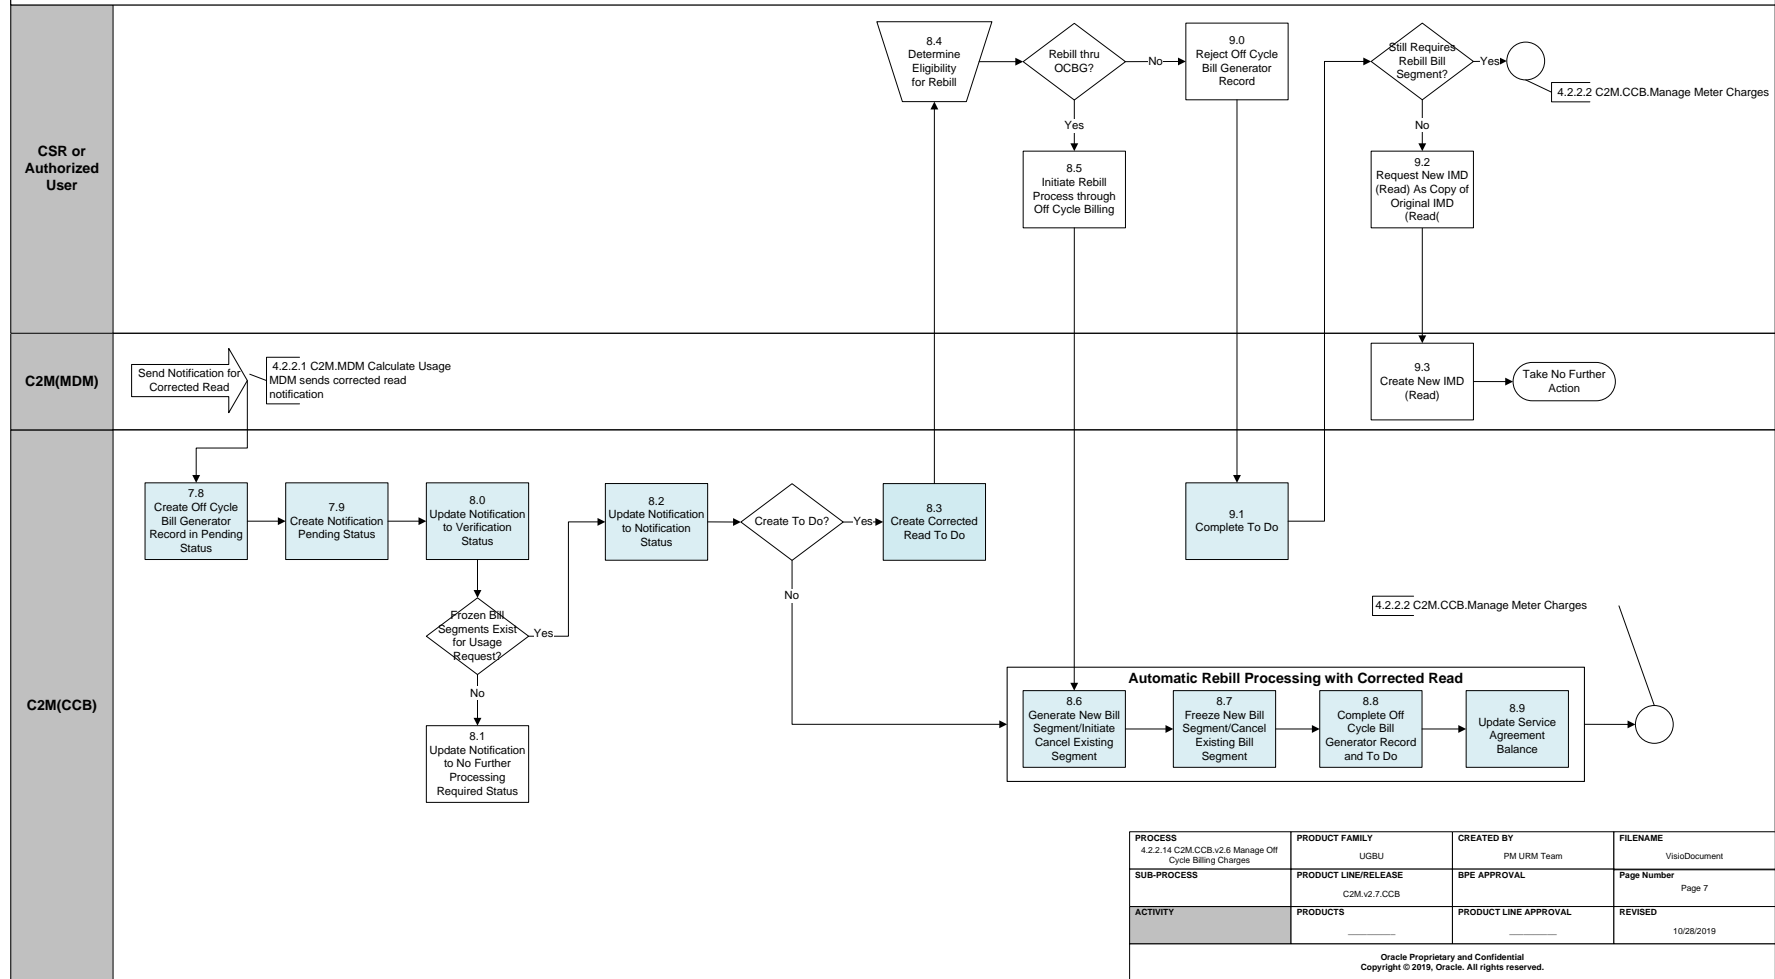 CSR or
Authorized
User
8.4
Determine
Eligibility
for Rebill
Rebill thru
OCBG?
No
Yes
9.0
Reject Off Cycle
Bill Generator
Record
Still Requires
Rebill Bill
Segment?
Yes
No
4.2.2.2 C2M.CCB.Manage Meter Charges
8.5
Initiate Rebill
Process through
Off Cycle Billing
9.2
Request New IMD
(Read) As Copy of
Original IMD
(Read(
C2M(MDM)
Send Notification for
Corrected Read
4.2.2.1 C2M.MDM Calculate Usage
MDM sends corrected read
notification
9.3
Create New IMD
(Read)
Take No Further
Action
C2M(CCB)
7.8
Create Off Cycle
Bill Generator
Record in Pending
Status
7.9
Create Notification
Pending Status
8.0
Update Notification
to Verification
Status
8.2
Update Notification
to Notification
Status
Create To Do?
Yes
No
8.3
Create Corrected
Read To Do
9.1
Complete To Do
Frozen Bill
Segments Exist
for Usage
Request?
Yes
No
8.1
Update Notification
to No Further
Processing
Required Status
4.2.2.2 C2M.CCB.Manage Meter Charges
Automatic Rebill Processing with Corrected Read
8.6
Generate New Bill
Segment/Initiate
Cancel Existing
Segment
8.7
Freeze New Bill
Segment/Cancel
Existing Bill
Segment
8.8
Complete Off
Cycle Bill
Generator Record
and To Do
8.9
Update Service
Agreement
Balance
PROCESS
4.2.2.14 C2M.CCB.v2.6 Manage Off
Cycle Billing Charges
PRODUCT FAMILY
UGBU
CREATED BY
PM URM Team
FILENAME
VisioDocument
SUB-PROCESS
PRODUCT LINE/RELEASE
C2M.v2.7.CCB
BPE APPROVAL
Page Number
Page 7
ACTIVITY
PRODUCTS
__________
PRODUCT LINE APPROVAL
__________
REVISED
10/28/2019
Oracle Proprietary and Confidential
Copyright © 2019, Oracle. All rights reserved.